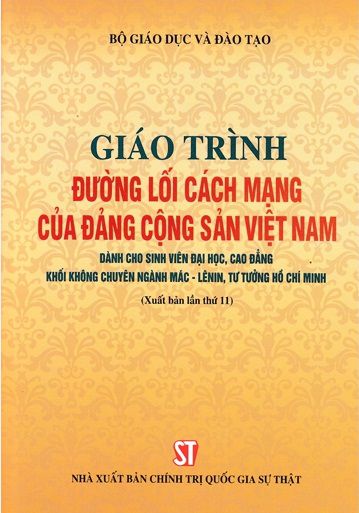 BỘ GIÁO DỤC VÀ ĐÀO TẠO
GIÁO TRÌNH
ĐƯỜNG LỐI CÁCH MẠNG
CỦA ĐẢNG CỘNG SẢN VIỆT NAM
DÀNH CHO SINH VIÊN ĐẠI HỌC, CAO ĐẲNG
KHỐI KHÔNG CHUYÊN NGÀNH MÁC - LÊNIN, TƯ TƯỞNG HỒ CHÍ MINH
(Xuất bản lần thứ 11)
ST
NHÀ XUẤT BẢN CHÍNH TRỊ QUỐC GIA SỰ THẬT